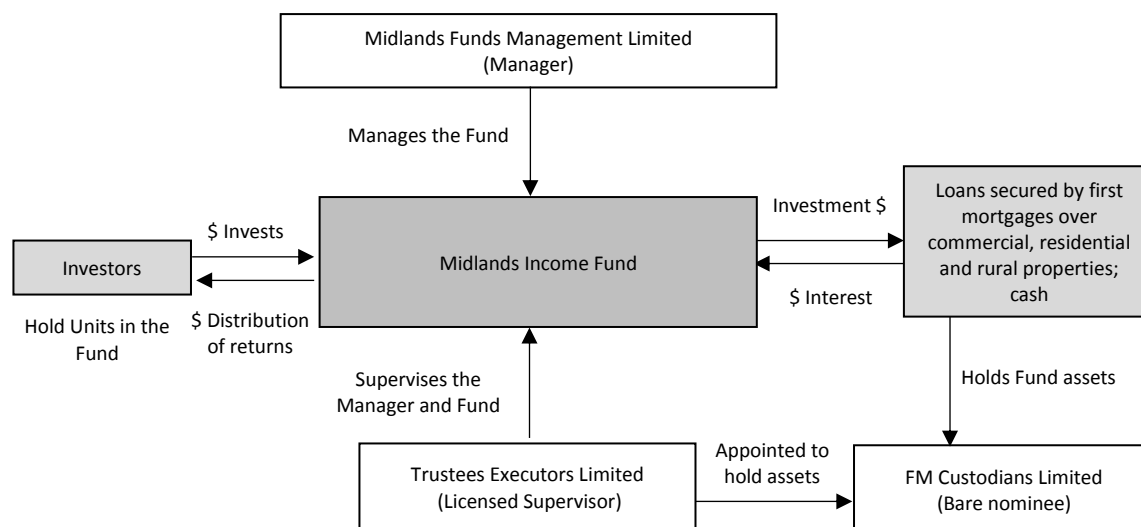 Midlands Funds Management Limited
(Manager)
Manages the Fund
Investors
Hold Units in the
Fund
$ Invests
$ Distribution
of returns
Midlands Income Fund
Investment $
$ Interest
Loans secured by first
mortgages over
commercial, residential
and rural properties;
cash
Supervises the
Manager and Fund
Holds Fund assets
Trustees Executors Limited
(Licensed Supervisor)
Appointed to
hold assets
FM Custodians Limited
(Bare nominee)